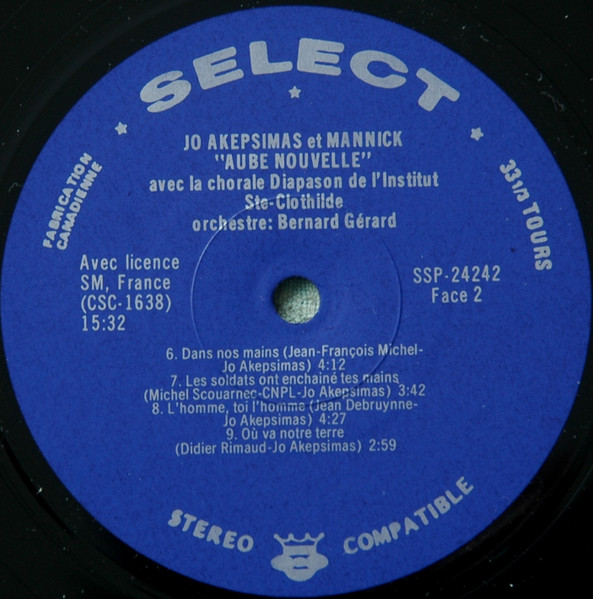 SELECT
JO AKEPSIMAS et MANNICK
"AUBE NOUVELLE"
avec la chorale Diapason de l'Institut
Ste-Clothilde
orchestre: Bernard Gérard
FABRICATION
CANADIENNE
33 1/3 TOURS
Avec licence
SM, France
(CSC-1638)
15:32
SSP-24242
Face 2
6. Dans nos mains (Jean-François Michel-
Jo Akepsimas) 4:12
7. Les soldats ont enchainé tes mains
(Michel Scouarnec-CNPL-Jo Akepsimas) 3:42
8. L'homme, toi l'homme (Jean Debruynne-
Jo Akepsimas) 4:27
9. Où va notre terre
(Didier Rimaud-Jo Akepsimas) 2:59
STEREO COMPATIBLE